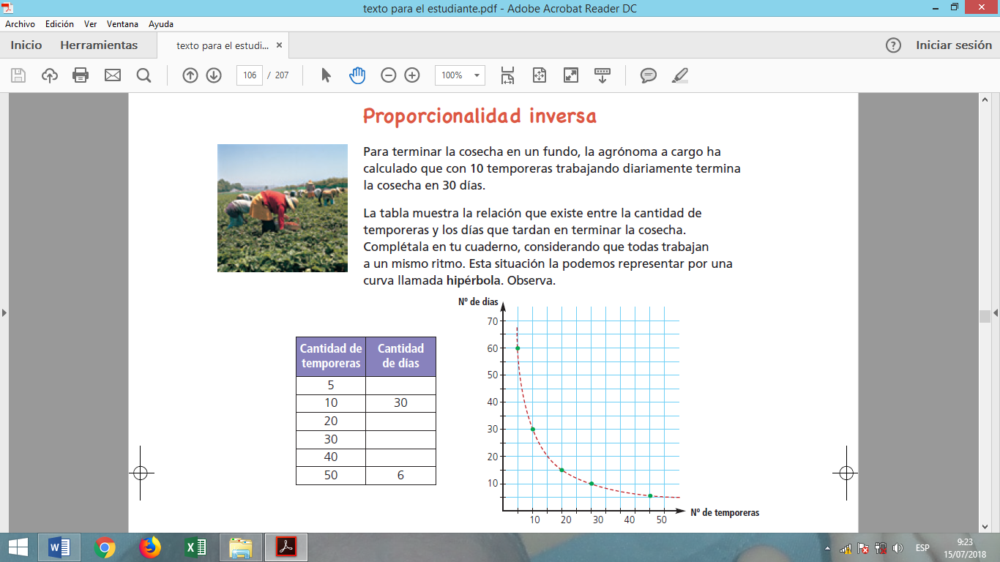 texto para el estudiante.pdf - Adobe Acrobat Reader DC
Archivo Edición Ver Ventana Ayuda
Inicio Herramientas texto para el estudi... × Iniciar sesión
106 / 207 100%
Proporcionalidad inversa
Para terminar la cosecha en un fundo, la agrónoma a cargo ha
calculado que con 10 temporeras trabajando diariamente termina
la cosecha en 30 días.
La tabla muestra la relación que existe entre la cantidad de
temporeras y los días que tardan en terminar la cosecha.
Complétala en tu cuaderno, considerando que todas trabajan
a un mismo ritmo. Esta situación la podemos representar por una
curva llamada hipérbola. Observa.
Cantidad de temporeras Cantidad de días
5
10 30
20
30
40
50 6
Nº de días
70
60
50
40
30
20
10
10 20 30 40 50
Nº de temporeras
ESP
9:23
15/07/2018